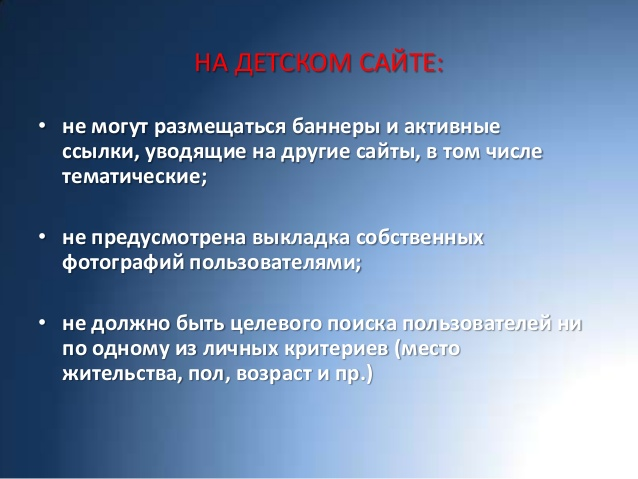 НА ДЕТСКОМ САЙТЕ:
• не могут размещаться баннеры и активные
ссылки, уводящие на другие сайты, в том числе
тематические;
• не предусмотрена выкладка собственных
фотографий пользователями;
• не должно быть целевого поиска пользователей ни
по одному из личных критериев (место
жительства, пол, возраст и пр.)